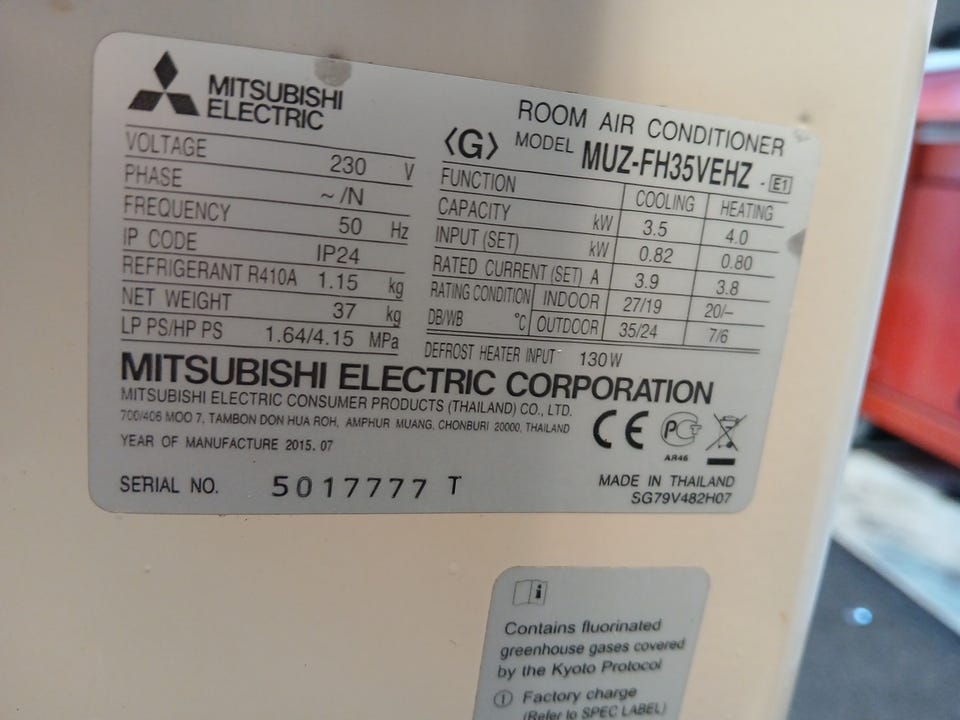 MITSUBISHI
ELECTRIC
ROOM AIR CONDITIONER
⟨G⟩ MODEL MUZ-FH35VEHZ - E1
VOLTAGE 230 V
PHASE ~/N
FREQUENCY 50 Hz
IP CODE IP24
REFRIGERANT R410A 1.15 kg
NET WEIGHT 37 kg
LP PS/HP PS 1.64/4.15 MPa
FUNCTION COOLING HEATING
CAPACITY kW 3.5 4.0
INPUT (SET) kW 0.82 0.80
RATED CURRENT (SET) A 3.9 3.8
RATING CONDITION INDOOR 27/19 20/–
DB/WB °C OUTDOOR 35/24 7/6
DEFROST HEATER INPUT 130 W
MITSUBISHI ELECTRIC CORPORATION
MITSUBISHI ELECTRIC CONSUMER PRODUCTS (THAILAND) CO., LTD.
700/406 MOO 7, TAMBON DON HUA ROH, AMPHUR MUANG, CHONBURI 20000, THAILAND
YEAR OF MANUFACTURE 2015.07
CE
AR46
SERIAL NO. 5017777 T
MADE IN THAILAND
SG79V482H07
i
Contains fluorinated
greenhouse gases covered
by the Kyoto Protocol
① Factory charge
(Refer to SPEC LABEL)